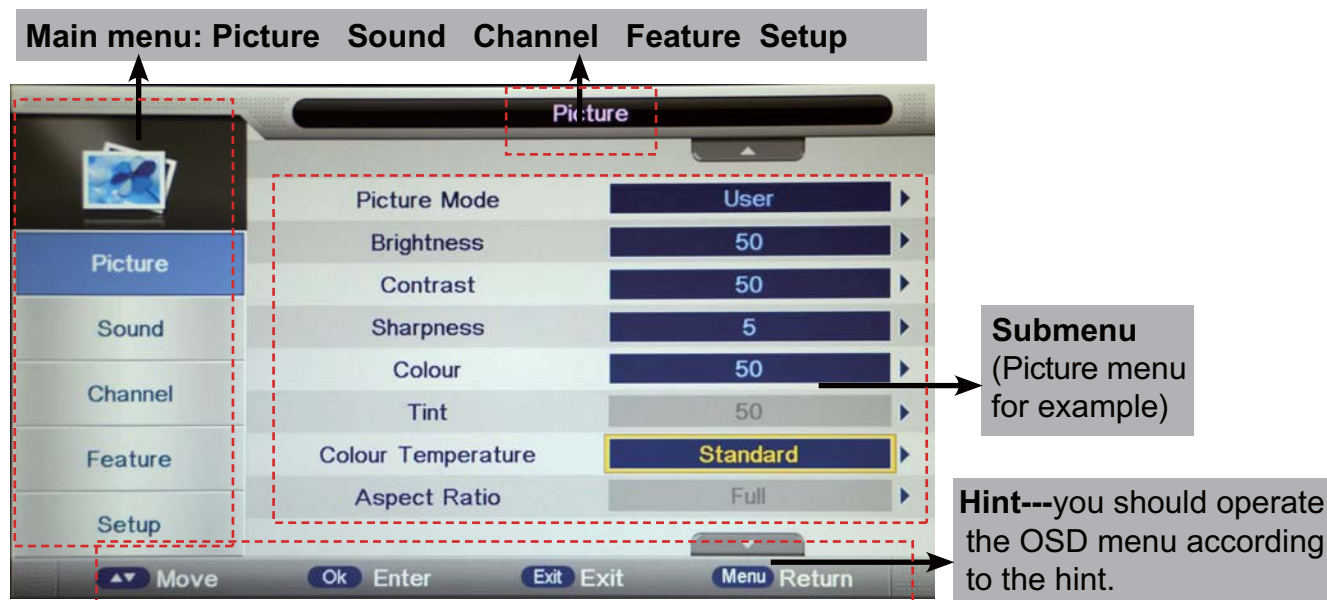 Main menu: Picture Sound Channel Feature Setup
Picture
Picture Mode User
Brightness 50
Contrast 50
Sharpness 5
Colour 50
Tint 50
Colour Temperature Standard
Aspect Ratio Full
Picture
Sound
Channel
Feature
Setup
Move Ok Enter Exit Exit Menu Return
Submenu
(Picture menu
for example)
Hint---you should operate
the OSD menu according
to the hint.